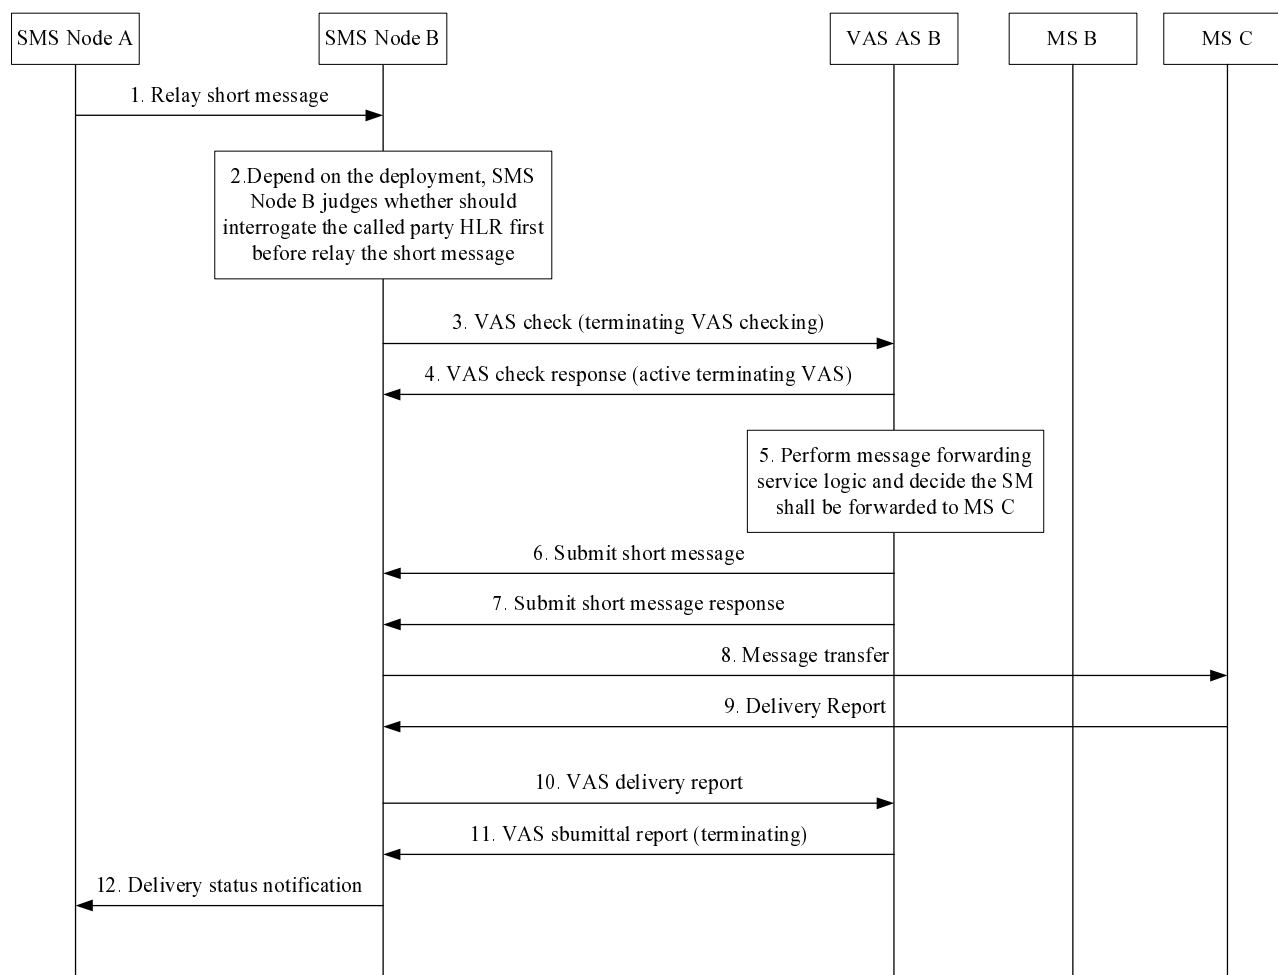 SMS Node A
SMS Node B
VAS AS B
MS B
MS C
1. Relay short message
2.Depend on the deployment, SMS
Node B judges whether should
interrogate the called party HLR first
before relay the short message
3. VAS check (terminating VAS checking)
4. VAS check response (active terminating VAS)
5. Perform message forwarding
service logic and decide the SM
shall be forwarded to MS C
6. Submit short message
7. Submit short message response
8. Message transfer
9. Delivery Report
10. VAS delivery report
11. VAS sbumittal report (terminating)
12. Delivery status notification